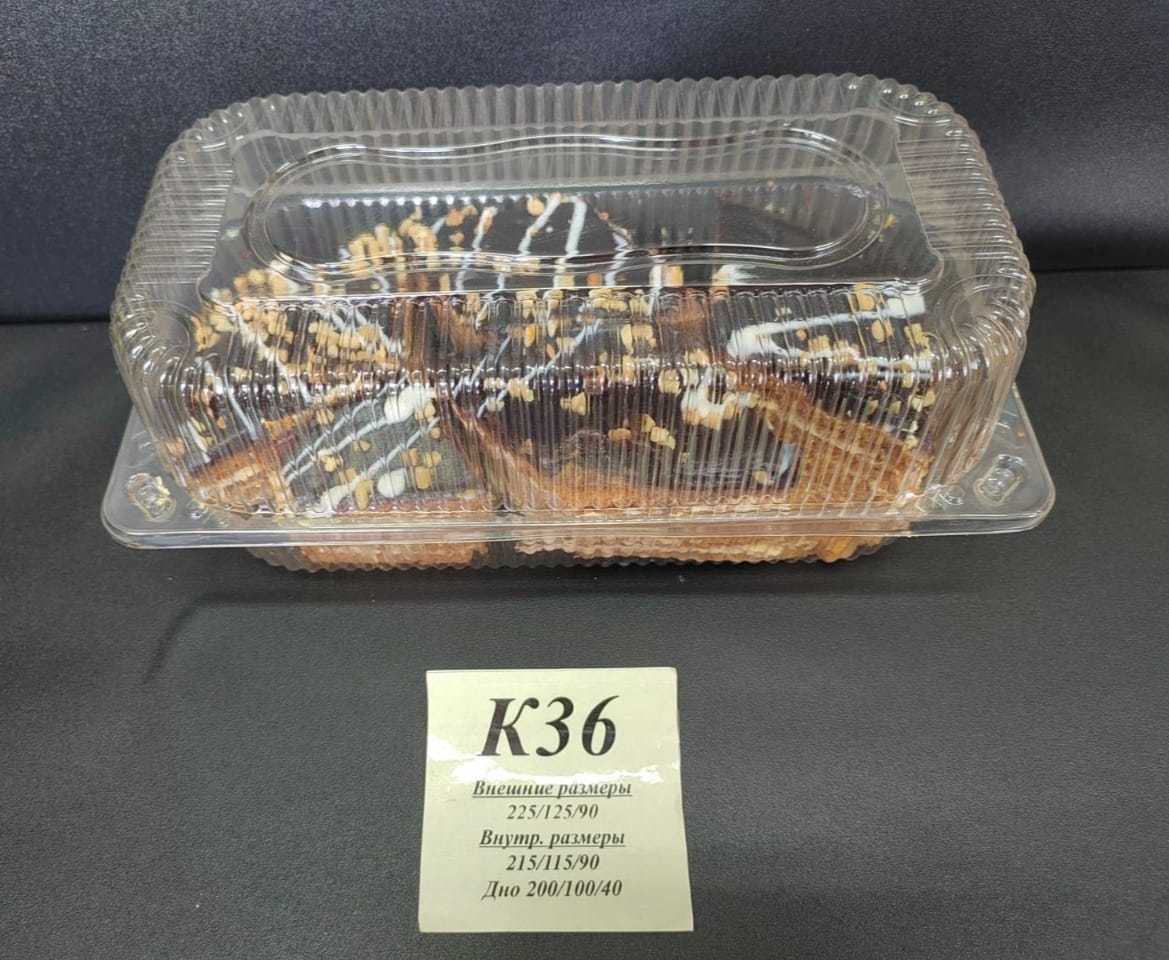 К36
Внешние размеры
225/125/90
Внутр. размеры
215/115/90
Дно 200/100/40